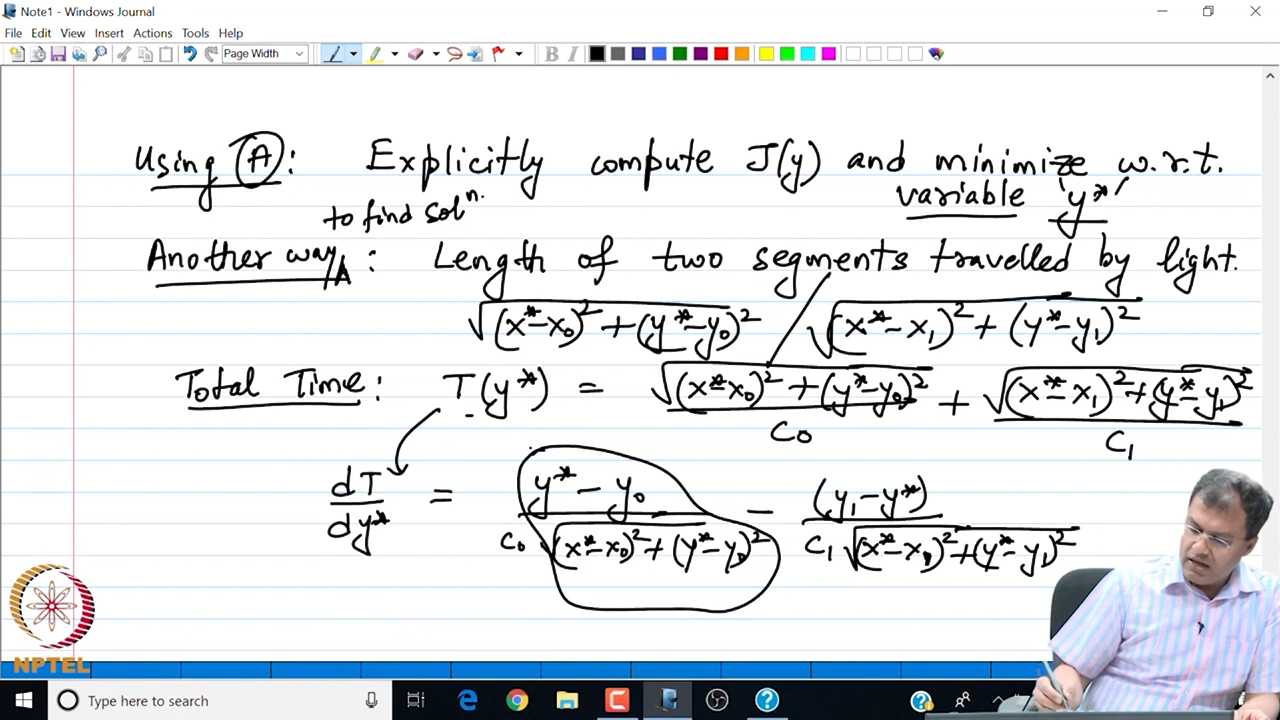 Note1 - Windows Journal
File Edit View Insert Actions Tools Help
Page Width
Using (A): Explicitly compute J(y) and minimize w.r.t.
to find solⁿ. variable 'y*'
Another way A: Length of two segments travelled by light.
√((x*-x₀)²+(y*-y₀)²) √((x*-x₁)²+(y*-y₁)²)
Total Time: T(y*) = √((x*-x₀)²+(y*-y₀)²)/c₀ + √((x*-x₁)²+(y*-y₁)²)/c₁
dT/dy* = (y*-y₀)/(c₀√((x*-x₀)²+(y*-y₀)²)) - (y₁-y*)/(c₁√((x*-x₁)²+(y*-y₁)²))
NPTEL
Type here to search